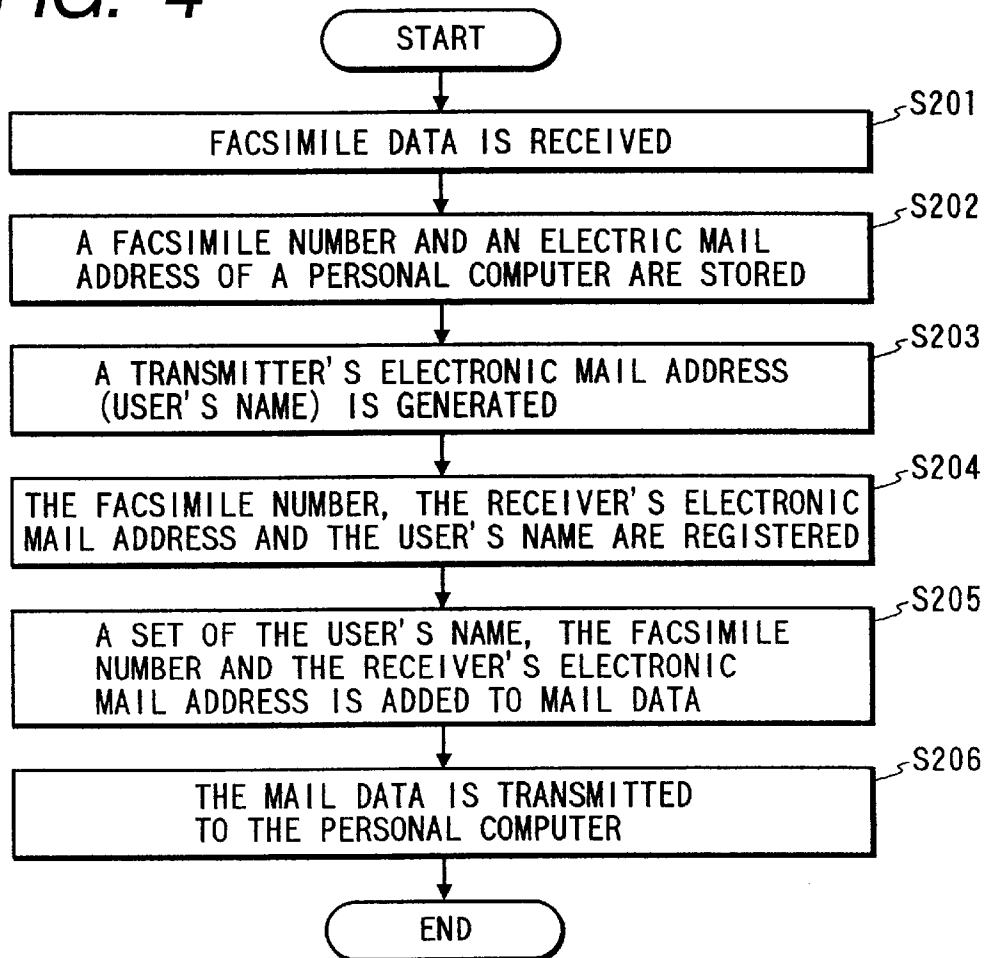 FIG. 4
START
S201
FACSIMILE DATA IS RECEIVED
S202
A FACSIMILE NUMBER AND AN ELECTRIC MAIL
ADDRESS OF A PERSONAL COMPUTER ARE STORED
S203
A TRANSMITTER'S ELECTRONIC MAIL ADDRESS
(USER'S NAME) IS GENERATED
S204
THE FACSIMILE NUMBER, THE RECEIVER'S ELECTRONIC
MAIL ADDRESS AND THE USER'S NAME ARE REGISTERED
S205
A SET OF THE USER'S NAME, THE FACSIMILE
NUMBER AND THE RECEIVER'S ELECTRONIC
MAIL ADDRESS IS ADDED TO MAIL DATA
S206
THE MAIL DATA IS TRANSMITTED
TO THE PERSONAL COMPUTER
END